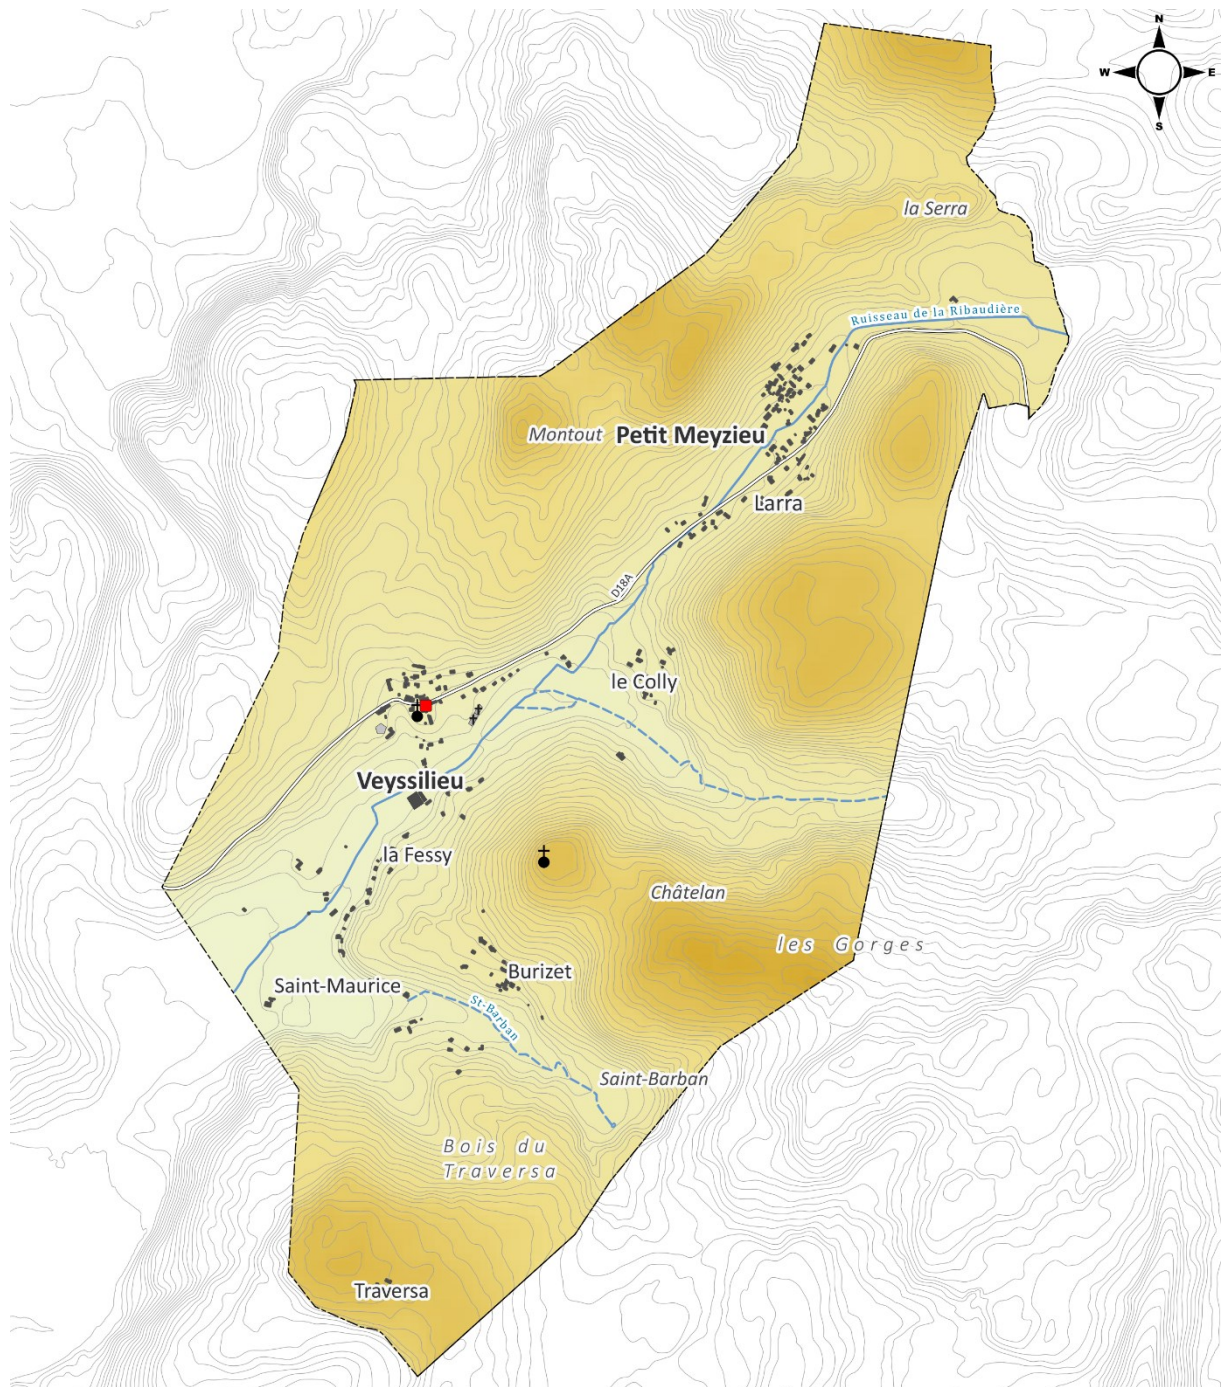 N
W E
S
la Serra
Ruisseau de la Ribaudière
Montout
Petit Meyzieu
Larra
D18A
le Colly
Veyssilieu
la Fessy
Châtelan
les Gorges
Burizet
Saint-Maurice
St-Barban
Saint-Barban
Bois du
Traversa
Traversa